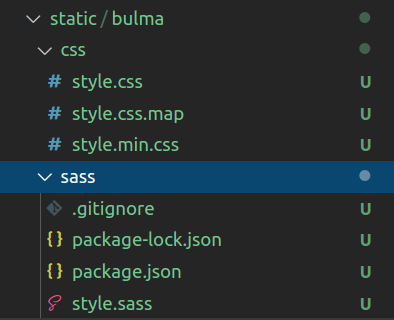 static / bulma
css
# style.css U
# style.css.map U
# style.min.css U
sass
.gitignore U
{} package-lock.json U
{} package.json U
style.sass U